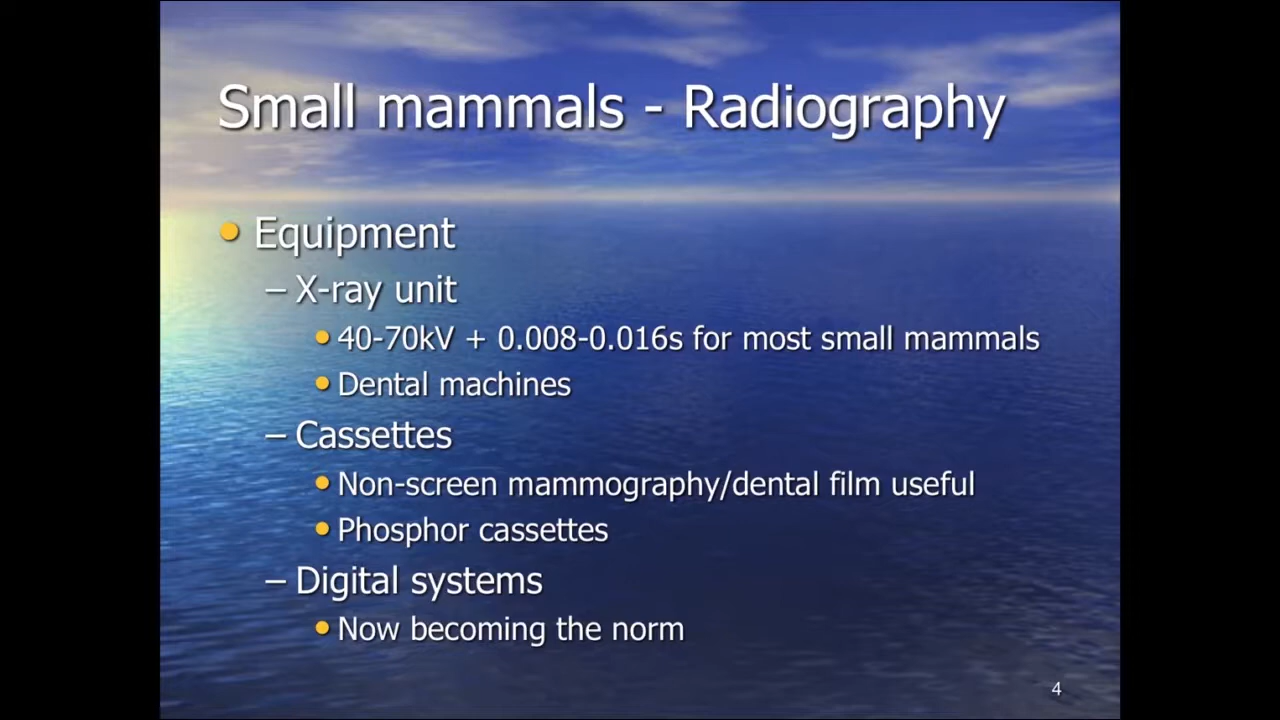 Small mammals - Radiography
• Equipment
– X-ray unit
• 40-70kV + 0.008-0.016s for most small mammals
• Dental machines
– Cassettes
• Non-screen mammography/dental film useful
• Phosphor cassettes
– Digital systems
• Now becoming the norm
4